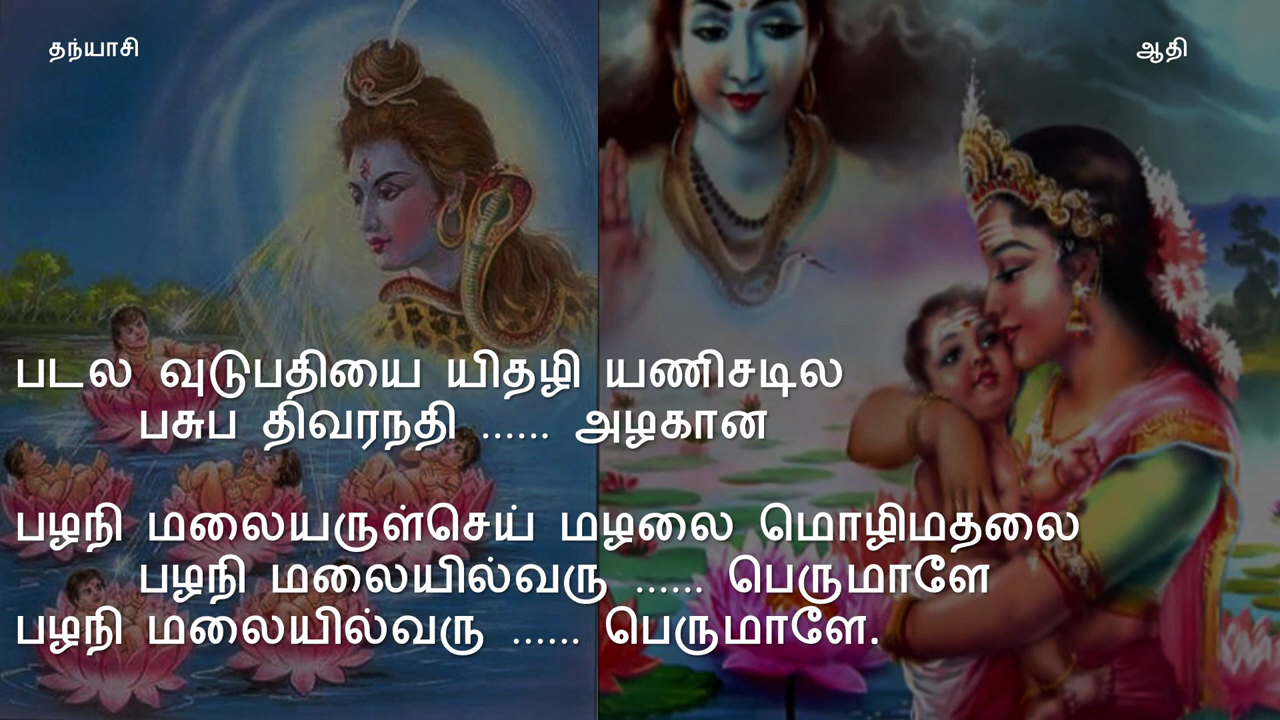 தந்யாசி
ஆதி
படல வுடுபதியை யிதழி யணிசடில
பசுப திவரநதி ...... அழகான
பழநி மலையருள்செய் மழலை மொழிமதலை
பழநி மலையில்வரு ...... பெருமாளே
பழநி மலையில்வரு ...... பெருமாளே.